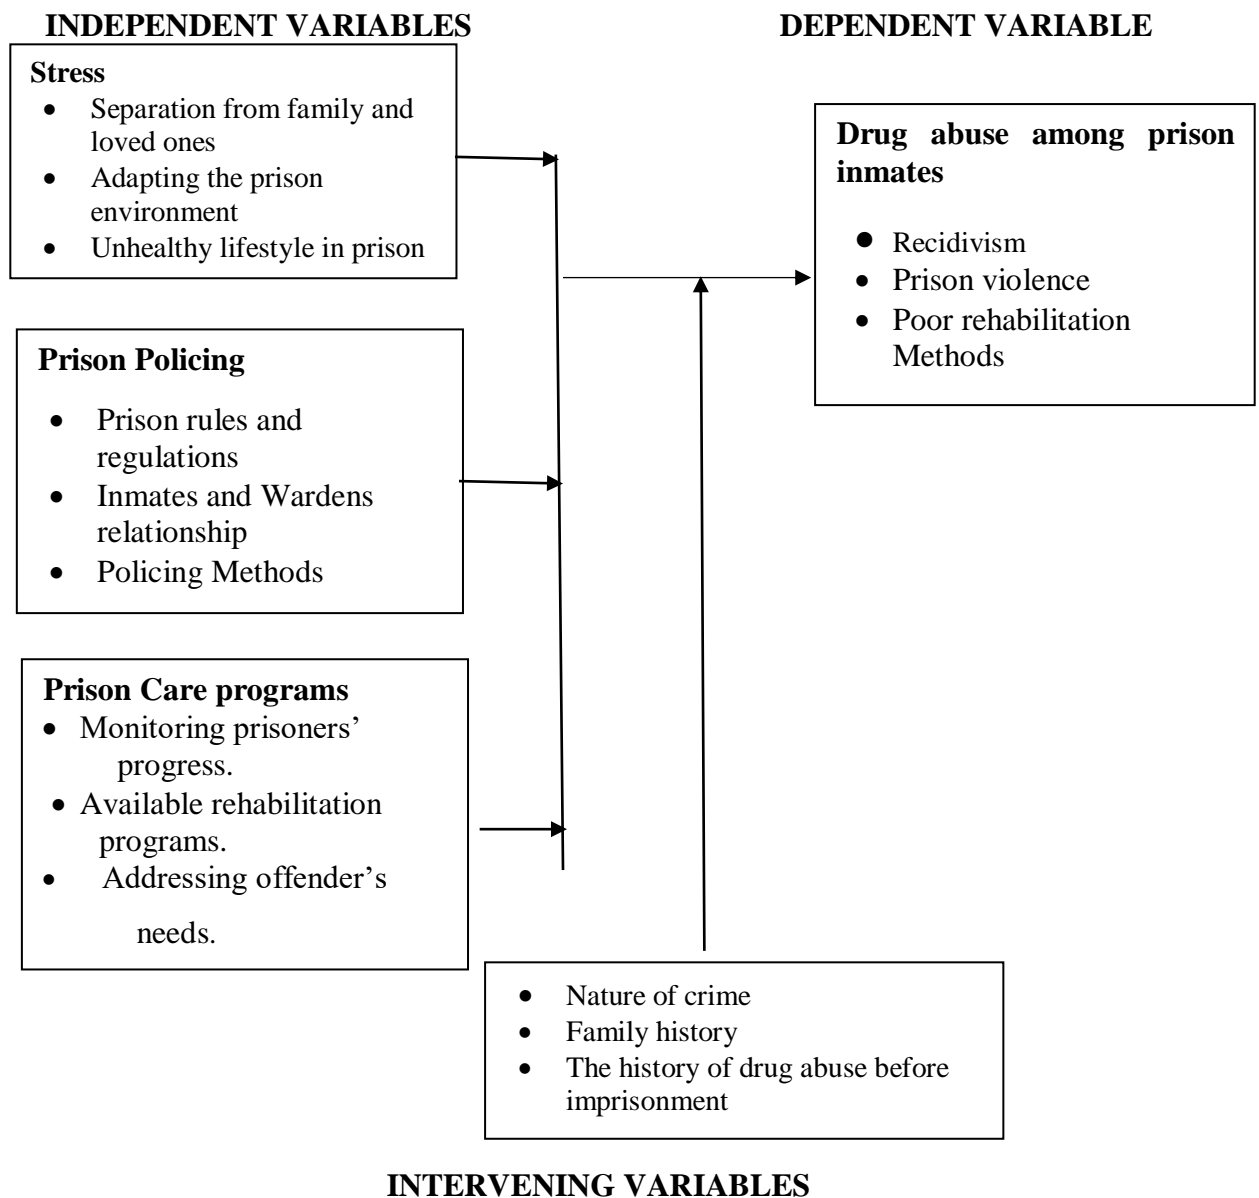 INDEPENDENT VARIABLES
Stress
• Separation from family and
loved ones
• Adapting the prison
environment
• Unhealthy lifestyle in prison
Prison Policing
• Prison rules and
regulations
• Inmates and Wardens
relationship
• Policing Methods
Prison Care programs
• Monitoring prisoners’
progress.
• Available rehabilitation
programs.
• Addressing offender’s
needs.
DEPENDENT VARIABLE
Drug abuse among prison
inmates
• Recidivism
• Prison violence
• Poor rehabilitation
Methods
• Nature of crime
• Family history
• The history of drug abuse before
imprisonment
INTERVENING VARIABLES